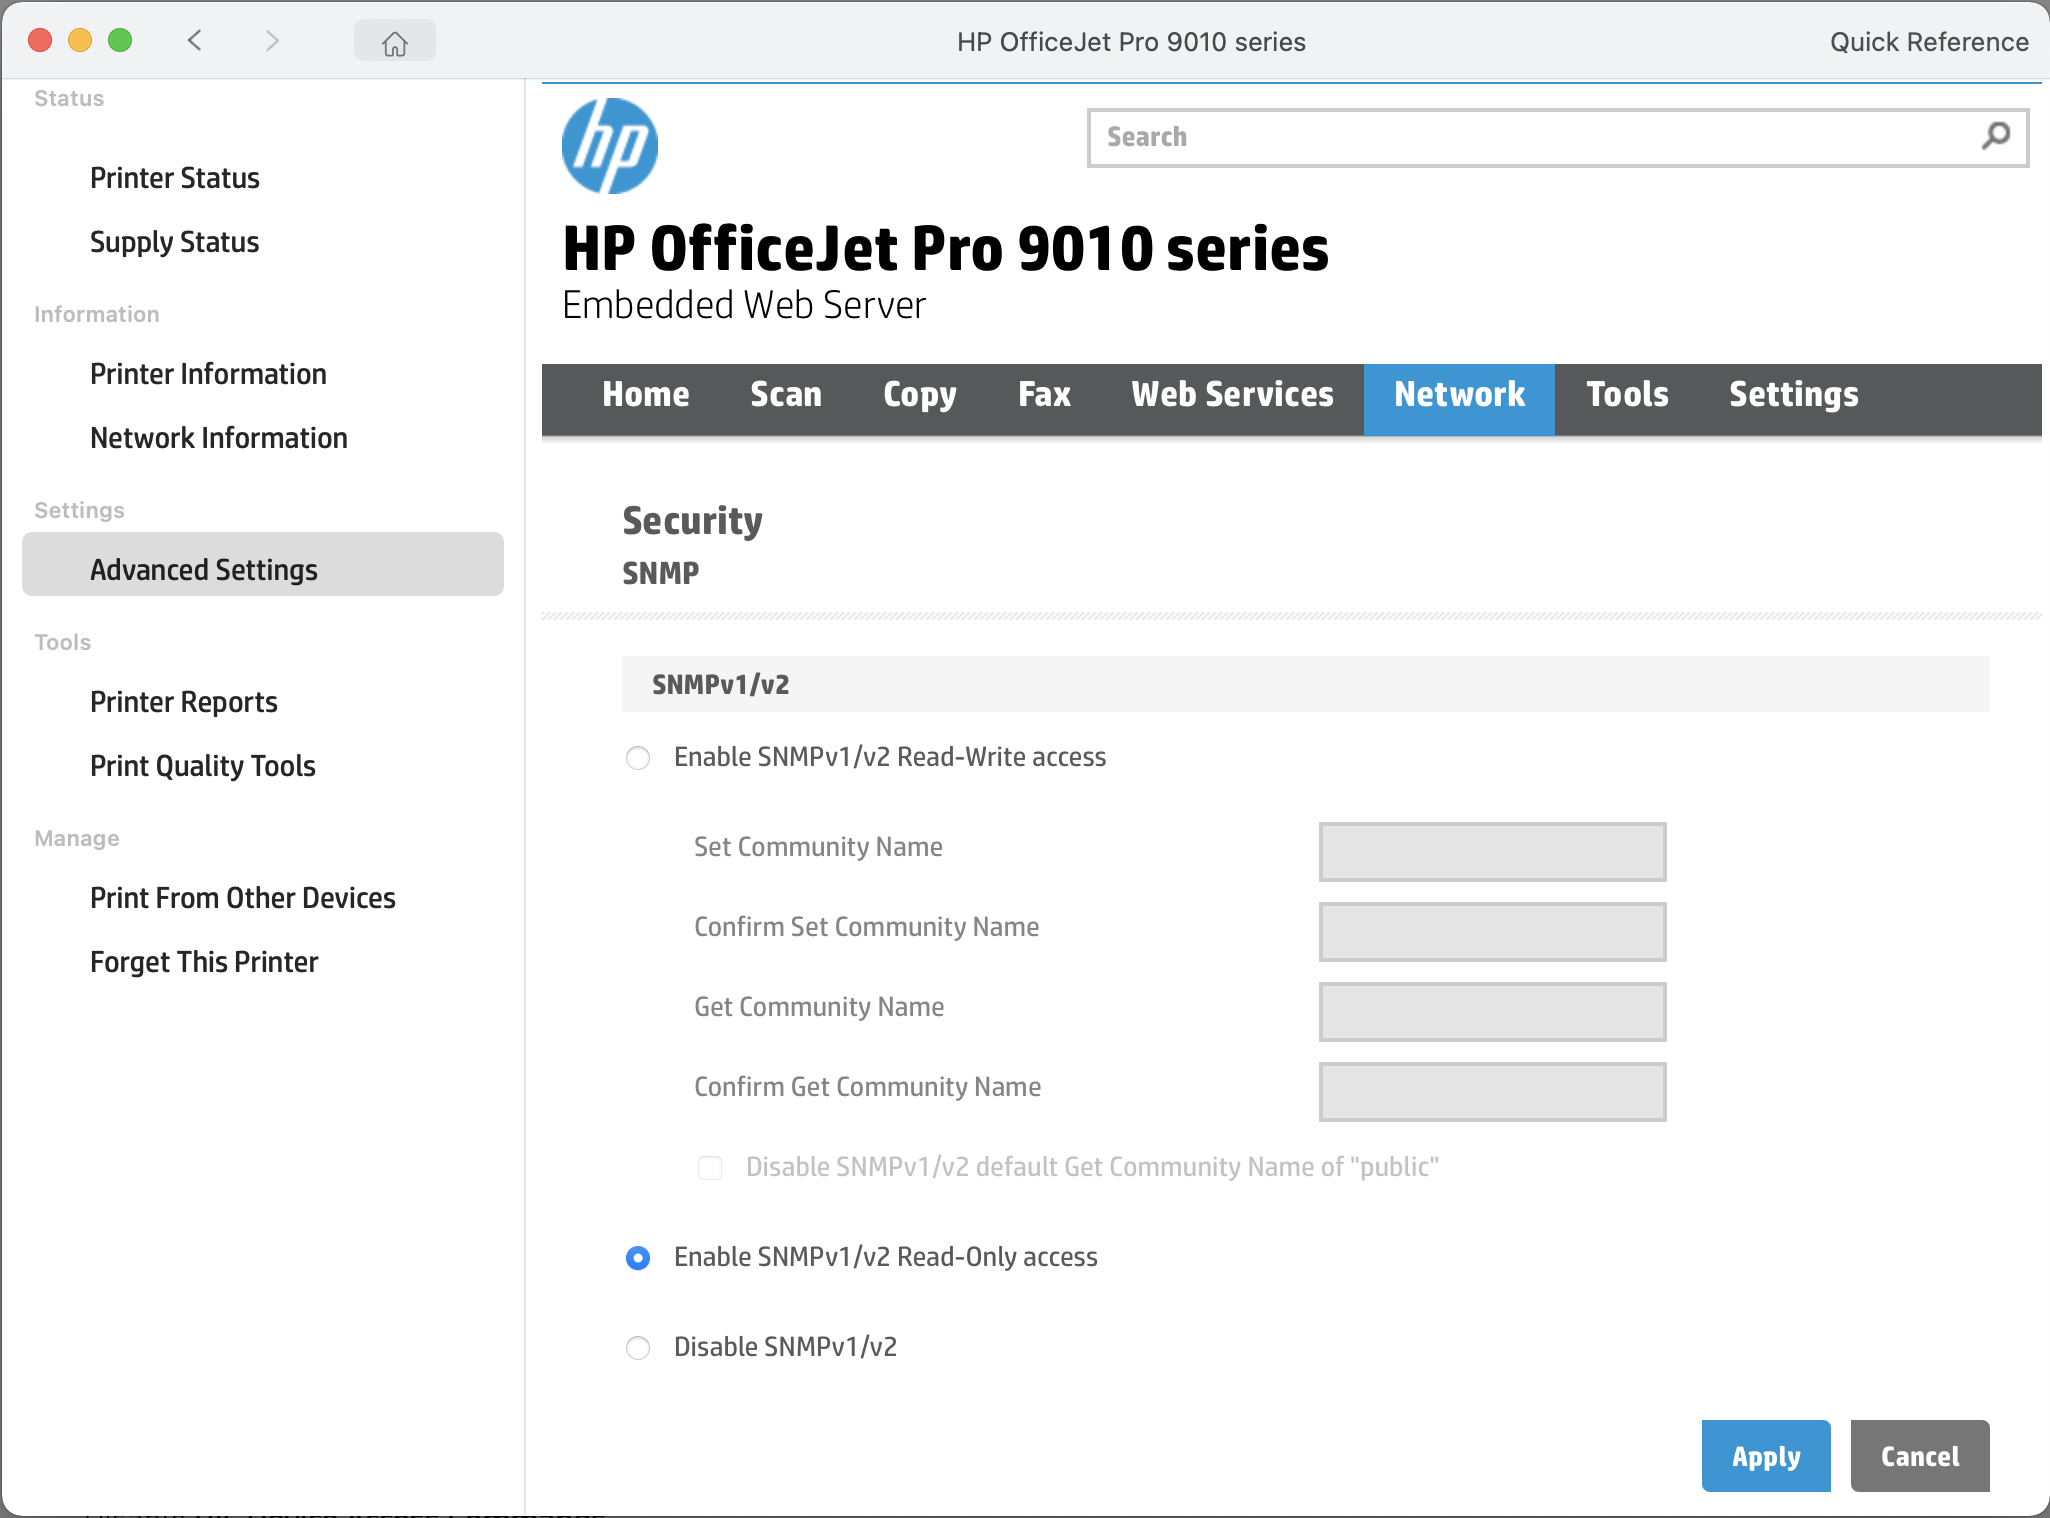 HP OfficeJet Pro 9010 series
Quick Reference
Status
Printer Status
Supply Status
Information
Printer Information
Network Information
Settings
Advanced Settings
Tools
Printer Reports
Print Quality Tools
Manage
Print From Other Devices
Forget This Printer
hp
Search
HP OfficeJet Pro 9010 series
Embedded Web Server
Home Scan Copy Fax Web Services Network Tools Settings
Security
SNMP
SNMPv1/v2
Enable SNMPv1/v2 Read-Write access
Set Community Name
Confirm Set Community Name
Get Community Name
Confirm Get Community Name
Disable SNMPv1/v2 default Get Community Name of "public"
Enable SNMPv1/v2 Read-Only access
Disable SNMPv1/v2
Apply Cancel